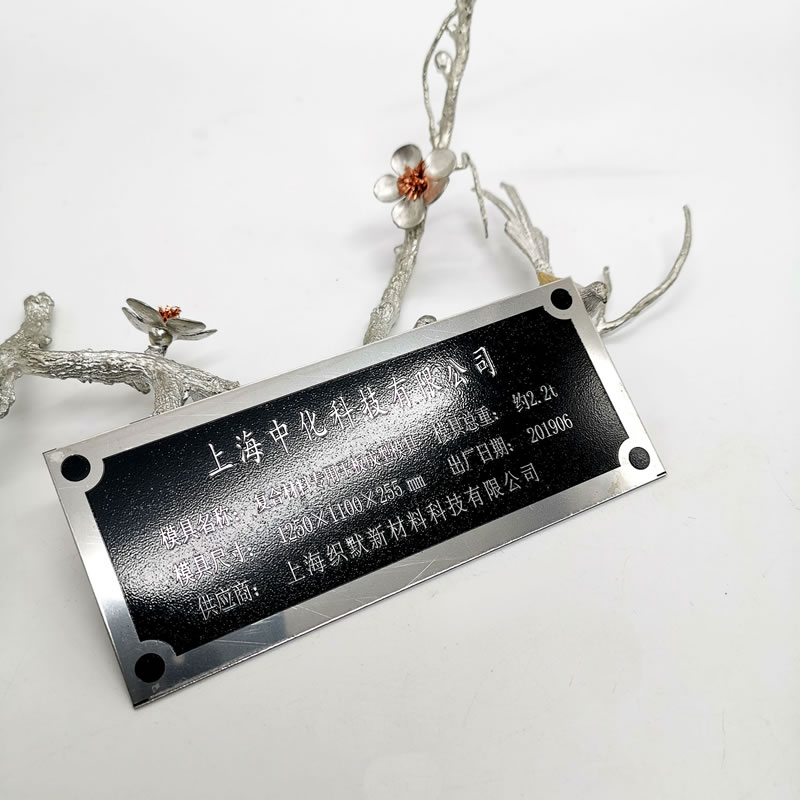 上海中化科技有限公司
模具名称: 模具总重: 约2.2t
模具尺寸: 1250×1100×255 mm 出厂日期: 201906
供应商: 上海织默新材料科技有限公司